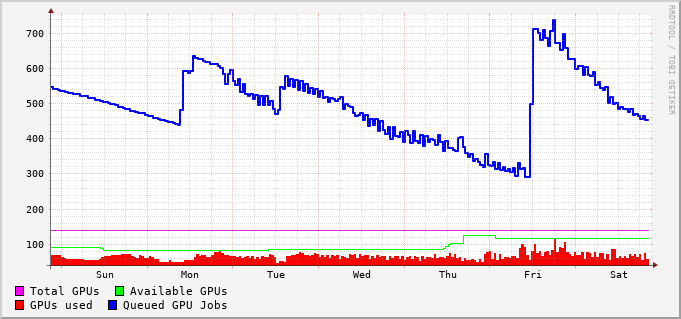 700
600
500
400
300
200
100
Sun Mon Tue Wed Thu Fri Sat
Total GPUs Available GPUs
GPUs used Queued GPU Jobs
RRDTOOL / TOBI OETIKER